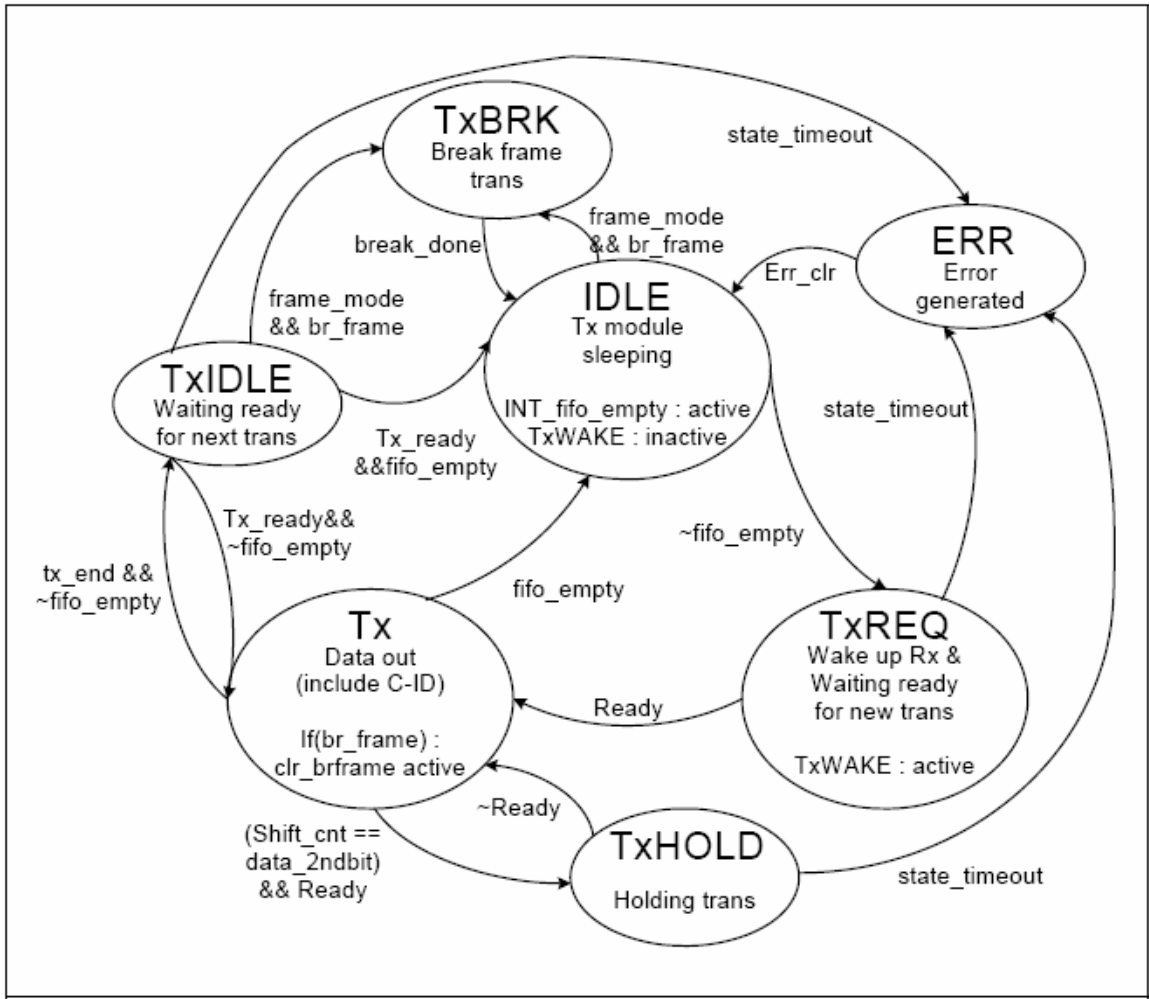 TxBRK
Break frame
trans
state_timeout
frame_mode
&& br_frame
break_done
ERR
Error
generated
Err_clr
IDLE
Tx module
sleeping
INT_fifo_empty : active
TxWAKE : inactive
frame_mode
&& br_frame
TxIDLE
Waiting ready
for next trans
state_timeout
Tx_ready
&&fifo_empty
Tx_ready&&
~fifo_empty
~fifo_empty
tx_end &&
~fifo_empty
fifo_empty
Tx
Data out
(include C-ID)
If(br_frame) :
clr_brframe active
TxREQ
Wake up Rx &
Waiting ready
for new trans
TxWAKE : active
Ready
~Ready
(Shift_cnt ==
data_2ndbit)
&& Ready
TxHOLD
Holding trans
state_timeout